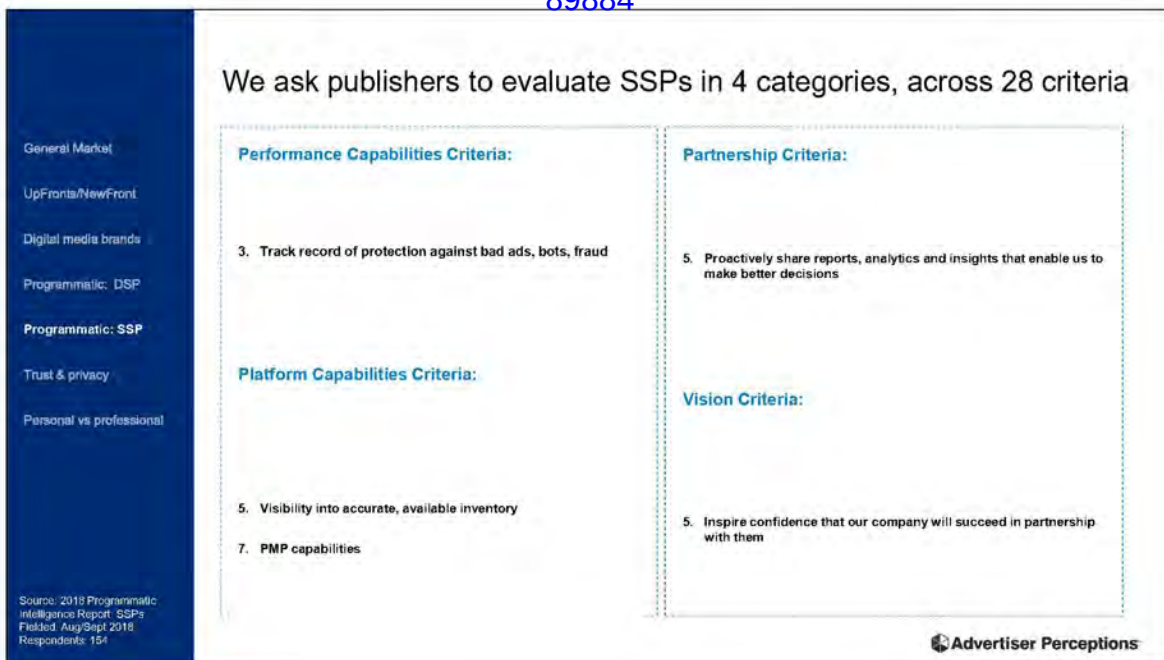 89884
We ask publishers to evaluate SSPs in 4 categories, across 28 criteria
General Market
UpFronts/NewFront
Digital media brands
Programmatic: DSP
Programmatic: SSP
Trust & privacy
Personal vs professional
Source: 2018 Programmatic
Intelligence Report: SSPs
Fielded: Aug/Sept 2018
Respondents: 154
Performance Capabilities Criteria:
3. Track record of protection against bad ads, bots, fraud
Platform Capabilities Criteria:
5. Visibility into accurate, available inventory
7. PMP capabilities
Partnership Criteria:
5. Proactively share reports, analytics and insights that enable us to
make better decisions
Vision Criteria:
5. Inspire confidence that our company will succeed in partnership
with them
Advertiser Perceptions